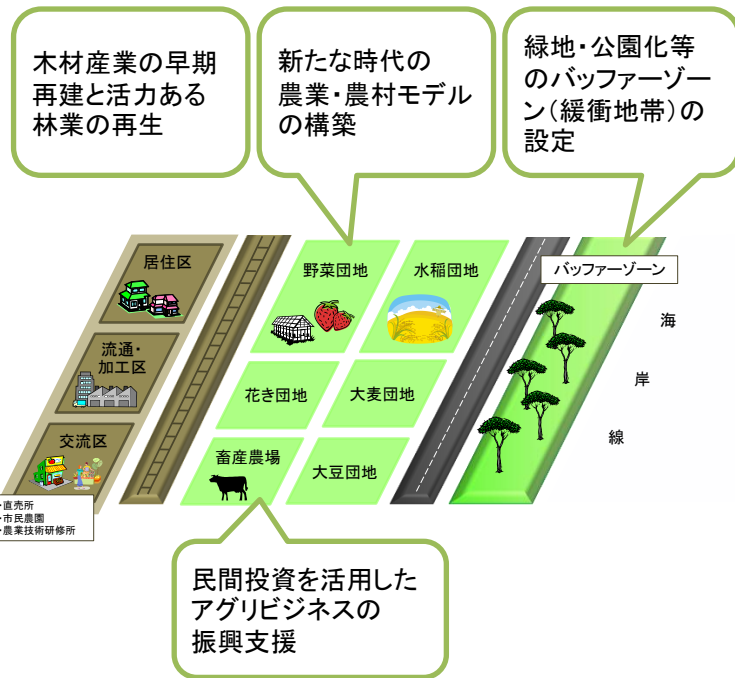 木材産業の早期
再建と活力ある
林業の再生
新たな時代の
農業・農村モデル
の構築
緑地・公園化等
のバッファーゾー
ン(緩衝地帯)の
設定
居住区
流通・
加工区
交流区
・直売所
・市民農園
・農業技術研修所
野菜団地
水稲団地
花き団地
大麦団地
畜産農場
大豆団地
バッファーゾーン
海
岸
線
民間投資を活用した
アグリビジネスの
振興支援